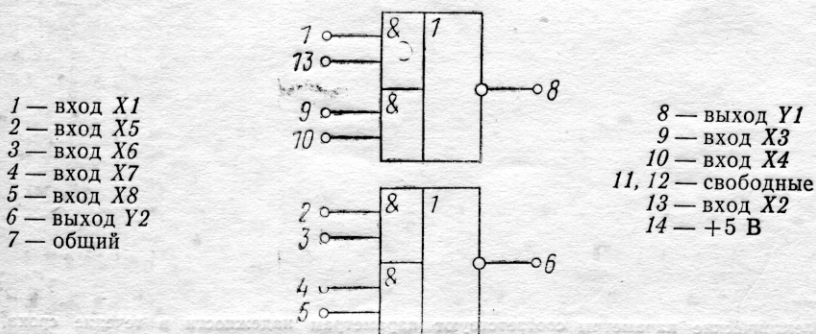 1 — вход X1
2 — вход X5
3 — вход X6
4 — вход X7
5 — вход X8
6 — выход Y2
7 — общий
& 1
1
13
&
9
10
8
& 1
2
3
&
4
5
6
8 — выход Y1
9 — вход X3
10 — вход X4
11, 12 — свободные
13 — вход X2
14 — +5 В